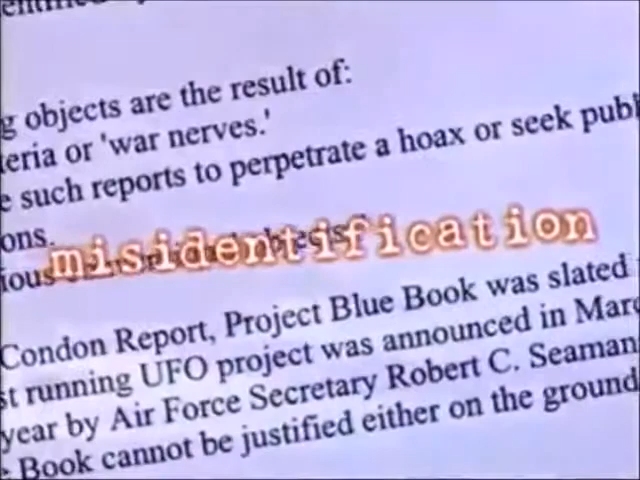 g objects are the result of:
eria or 'war nerves.'
e such reports to perpetrate a hoax or seek publ
ons.
misidentification
ious
Condon Report, Project Blue Book was slated
st running UFO project was announced in Marc
year by Air Force Secretary Robert C. Seaman
Book cannot be justified either on the ground